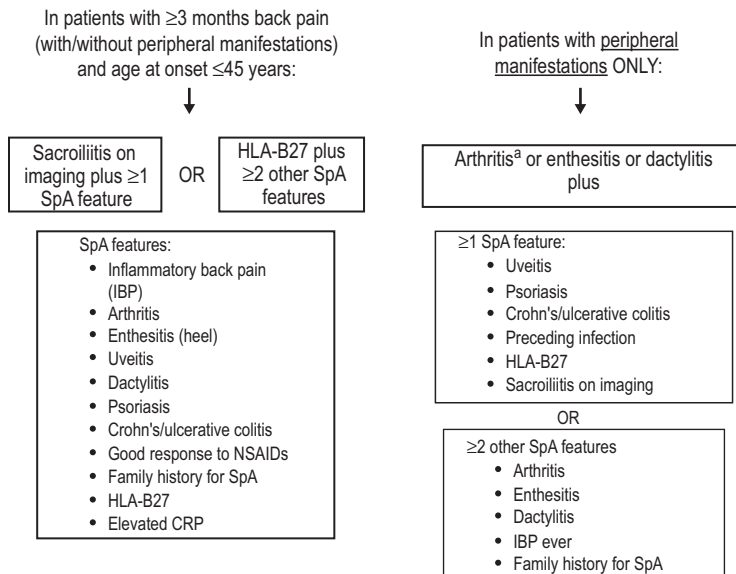 In patients with ≥3 months back pain
(with/without peripheral manifestations)
and age at onset ≤45 years:
Sacroiliitis on
imaging plus ≥1
SpA feature
OR
HLA-B27 plus
≥2 other SpA
features
SpA features:
• Inflammatory back pain
(IBP)
• Arthritis
• Enthesitis (heel)
• Uveitis
• Dactylitis
• Psoriasis
• Crohn's/ulcerative colitis
• Good response to NSAIDs
• Family history for SpA
• HLA-B27
• Elevated CRP
In patients with peripheral
manifestations ONLY:
Arthritisᵃ or enthesitis or dactylitis
plus
≥1 SpA feature:
• Uveitis
• Psoriasis
• Crohn's/ulcerative colitis
• Preceding infection
• HLA-B27
• Sacroiliitis on imaging
OR
≥2 other SpA features
• Arthritis
• Enthesitis
• Dactylitis
• IBP ever
• Family history for SpA